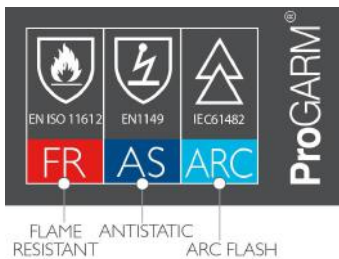 EN ISO 11612 EN1149 IEC61482
FR AS ARC
ProGARM®
FLAME RESISTANT
ANTISTATIC
ARC FLASH